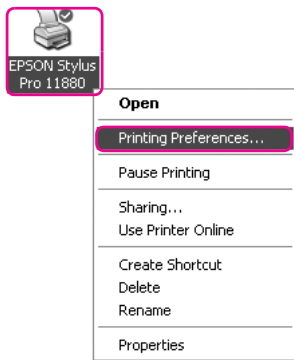 EPSON Stylus
Pro 11880
Open
Printing Preferences...
Pause Printing
Sharing...
Use Printer Online
Create Shortcut
Delete
Rename
Properties